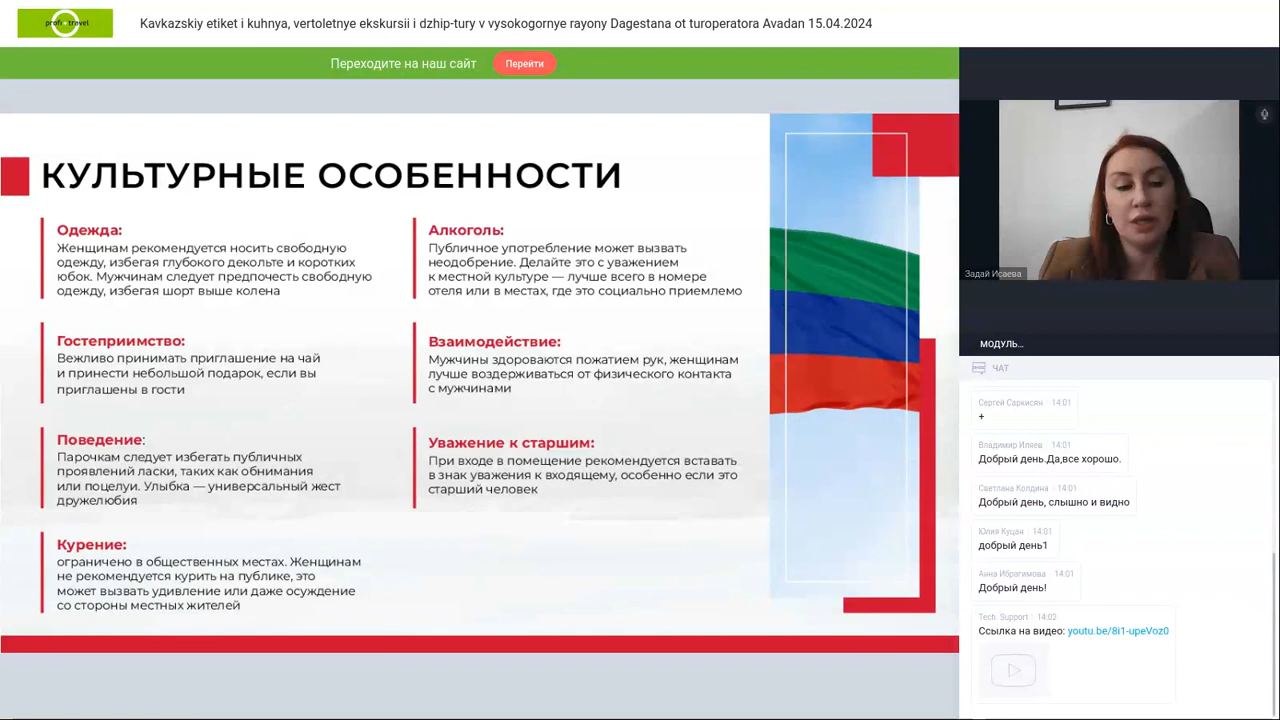 profi travel
Kavkazskiy etiket i kuhnya, vertoletnye ekskursii i dzhip-tury v vysokogornye rayony Dagestana ot turoperatora Avadan 15.04.2024
Переходите на наш сайт
Перейти
КУЛЬТУРНЫЕ ОСОБЕННОСТИ
Одежда:
Женщинам рекомендуется носить свободную
одежду, избегая глубокого декольте и коротких
юбок. Мужчинам следует предпочесть свободную
одежду, избегая шорт выше колена
Гостеприимство:
Вежливо принимать приглашение на чай
и принести небольшой подарок, если вы
приглашены в гости
Поведение:
Парочкам следует избегать публичных
проявлений ласки, таких как обнимания
или поцелуи. Улыбка — универсальный жест
дружелюбия
Курение:
ограничено в общественных местах. Женщинам
не рекомендуется курить на публике, это
может вызвать удивление или даже осуждение
со стороны местных жителей
Алкоголь:
Публичное употребление может вызвать
неодобрение. Делайте это с уважением
к местной культуре — лучше всего в номере
отеля или в местах, где это социально приемлемо
Взаимодействие:
Мужчины здороваются пожатием рук, женщинам
лучше воздерживаться от физического контакта
с мужчинами
Уважение к старшим:
При входе в помещение рекомендуется вставать
в знак уважения к входящему, особенно если это
старший человек
Задай Исаева
МОДУЛЬ...
ЧАТ
Сергей Саркисян 14:01
+
Владимир Иляев 14:01
Добрый день.Да,все хорошо.
Светлана Колдина 14:01
Добрый день, слышно и видно
Юлия Куцан 14:01
добрый день1
Анна Ибрагимова 14:01
Добрый день!
Tech. Support 14:02
Ссылка на видео: youtu.be/8i1-upeVoz0